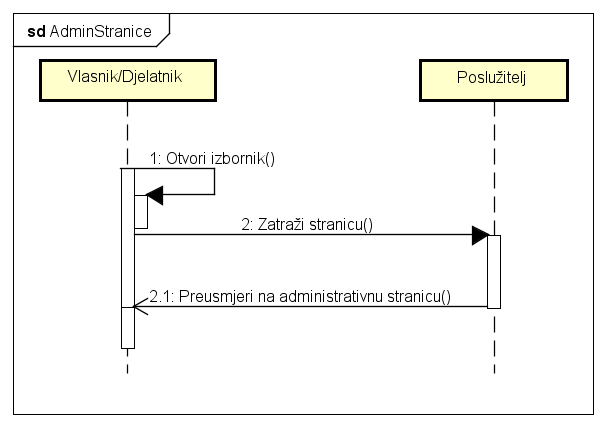 sd AdminStranice
Vlasnik/Djelatnik
Poslužitelj
1: Otvori izbornik()
2: Zatraži stranicu()
2.1: Preusmjeri na administrativnu stranicu()